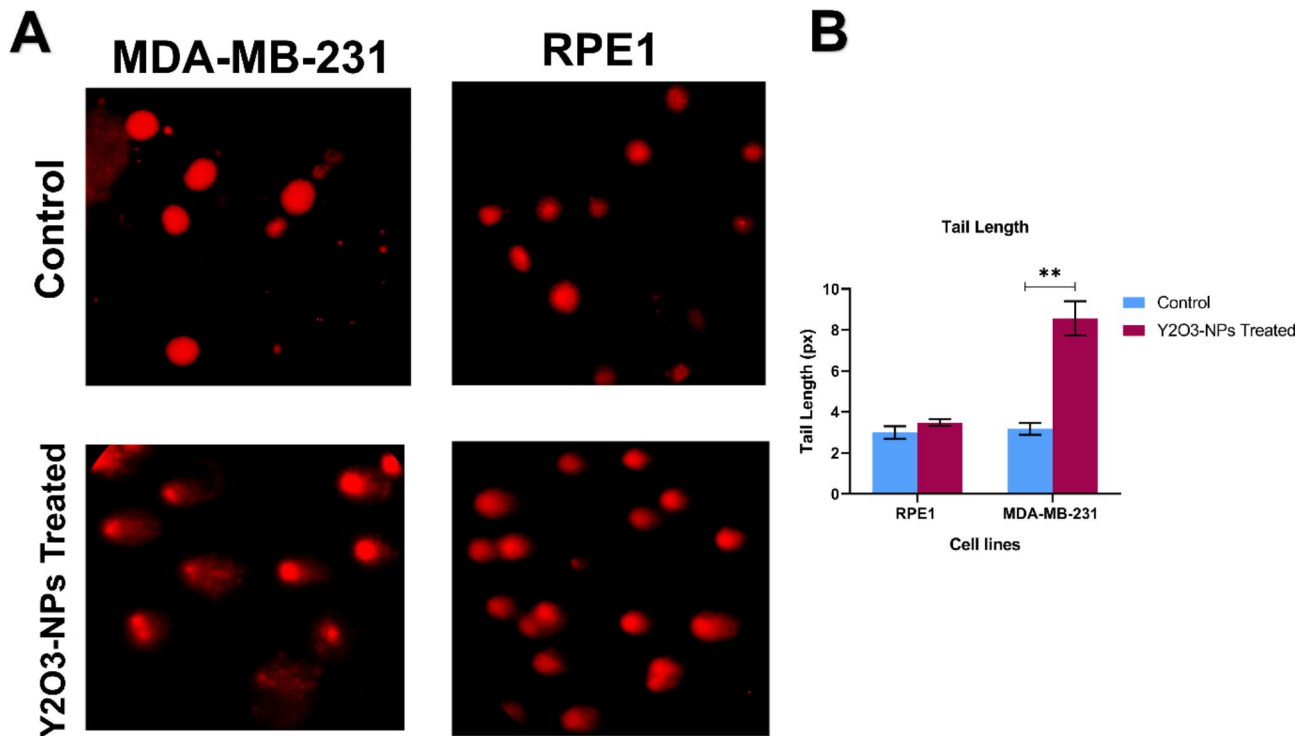 A
B
MDA-MB-231
RPE1
Control
Y2O3-NPs Treated
Tail Length
**
Control
Y2O3-NPs Treated
Tail Length (px)
10
8
6
4
2
0
RPE1
MDA-MB-231
Cell lines